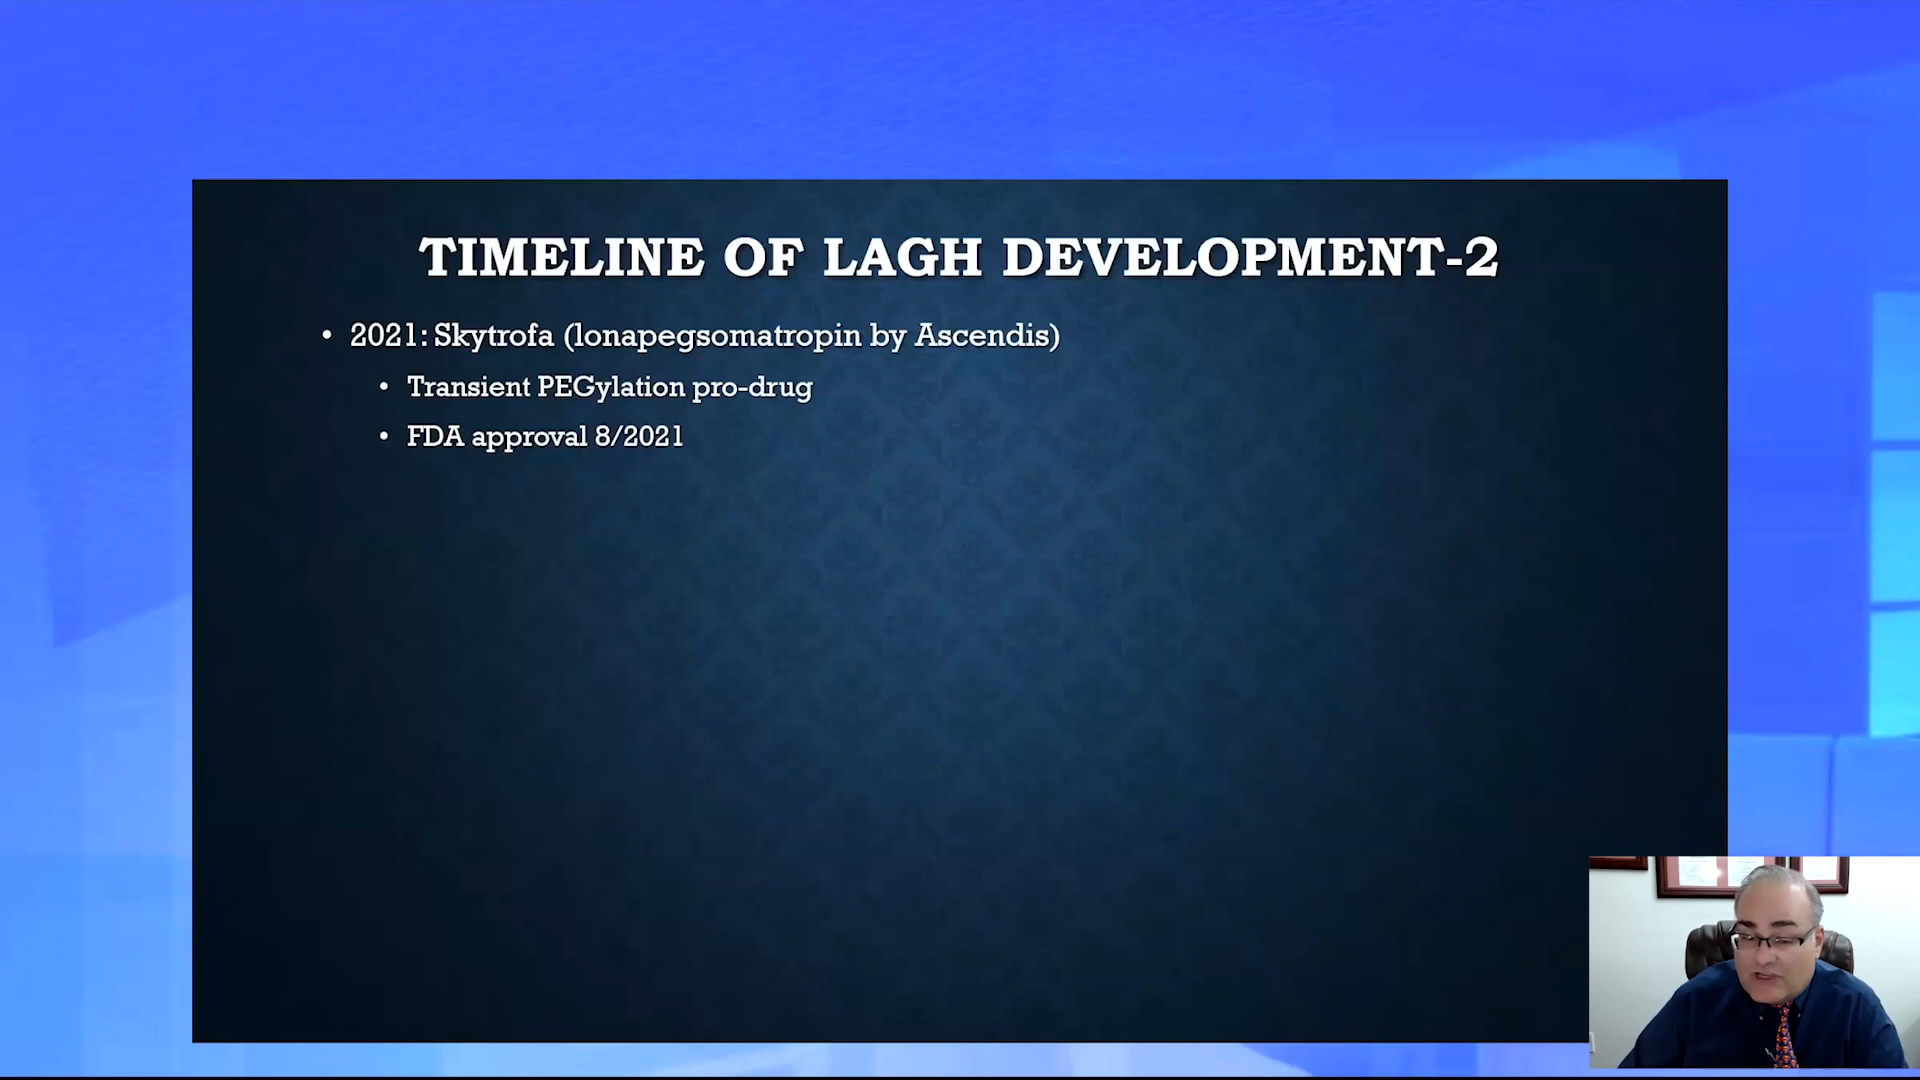 TIMELINE OF LAGH DEVELOPMENT-2
• 2021: Skytrofa (lonapegsomatropin by Ascendis)
• Transient PEGylation pro-drug
• FDA approval 8/2021